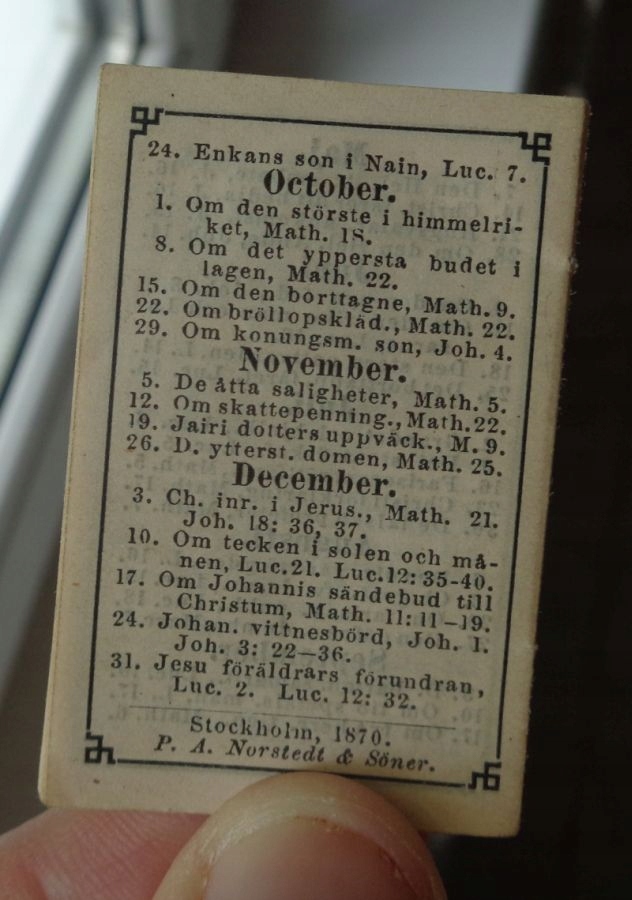 24. Enkans son i Nain, Luc. 7.
October.
1. Om den störste i himmelri-
ket, Math. 18.
8. Om det yppersta budet i
lagen, Math. 22.
15. Om den borttagne, Math. 9.
22. Om bröllopskläd., Math. 22.
29. Om konungsm. son, Joh. 4.
November.
5. De åtta saligheter, Math. 5.
12. Om skattepenning., Math. 22.
19. Jairi dotters uppväck., M. 9.
26. D. ytterst. domen, Math. 25.
December.
3. Ch. inr. i Jerus., Math. 21.
Joh. 18: 36, 37.
10. Om tecken i solen och må-
nen, Luc. 21. Luc. 12: 35-40.
17. Om Johannis sändebud till
Christum, Math. 11: 11–19.
24. Johan. vittnesbörd, Joh. 1.
Joh. 3: 22–36.
31. Jesu föräldrars förundran,
Luc. 2. Luc. 12: 32.
Stockholm, 1870.
P. A. Norstedt & Söner.